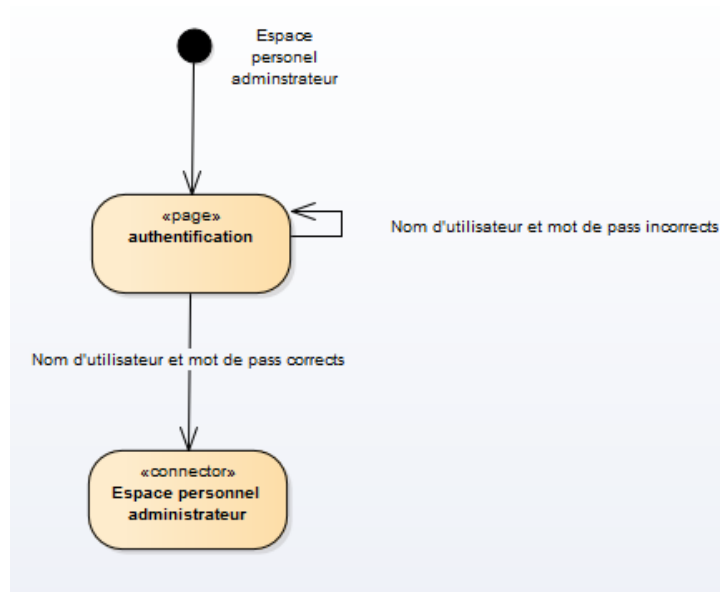 Espace
personel
adminstrateur
«page»
authentification
Nom d'utilisateur et mot de pass incorrects
Nom d'utilisateur et mot de pass corrects
«connector»
Espace personnel
administrateur